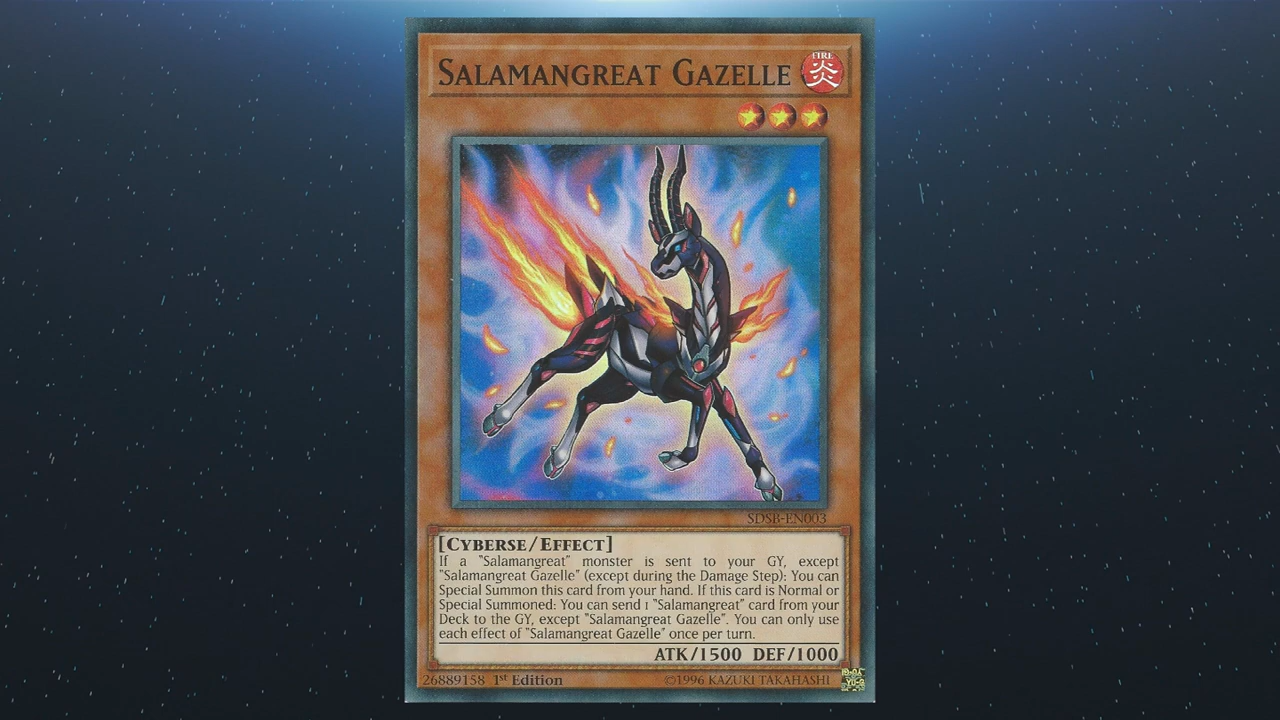 SALAMANGREAT GAZELLE
FIRE
炎
SDSB-EN003
[CYBERSE/EFFECT]
If a "Salamangreat" monster is sent to your GY, except
"Salamangreat Gazelle" (except during the Damage Step): You can
Special Summon this card from your hand. If this card is Normal or
Special Summoned: You can send 1 "Salamangreat" card from your
Deck to the GY, except "Salamangreat Gazelle". You can only use
each effect of "Salamangreat Gazelle" once per turn.
ATK/1500 DEF/1000
26889158 1st Edition
©1996 KAZUKI TAKAHASHI